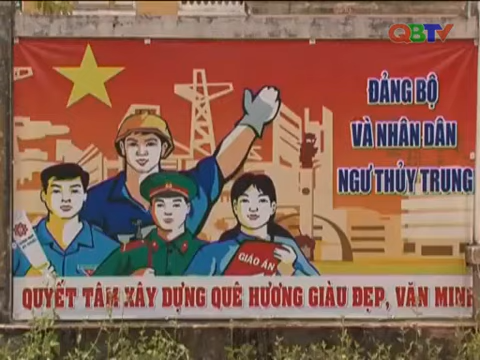 QBTV
ĐẢNG BỘ
VÀ NHÂN DÂN
NGƯ THỦY TRUNG
GIÁO ÁN
QUYẾT TÂM XÂY DỰNG QUÊ HƯƠNG GIÀU ĐẸP, VĂN MINH